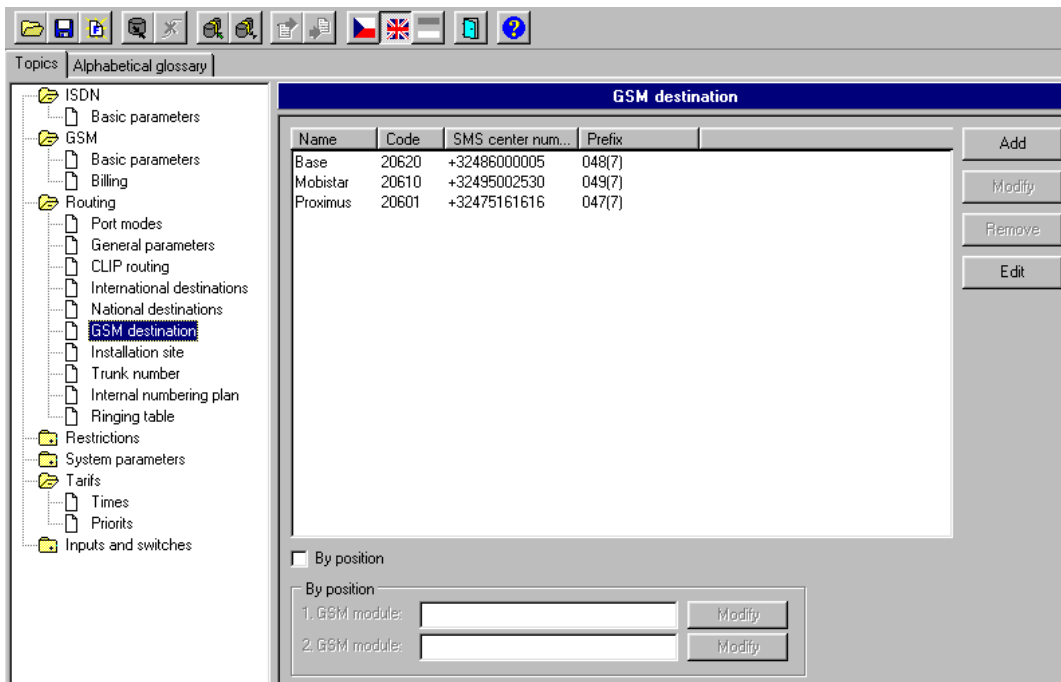 Topics
Alphabetical glossary
ISDN
Basic parameters
GSM
Basic parameters
Billing
Routing
Port modes
General parameters
CLIP routing
International destinations
National destinations
GSM destination
Installation site
Trunk number
Internal numbering plan
Ringing table
Restrictions
System parameters
Tarifs
Times
Priorits
Inputs and switches
GSM destination
Name Code SMS center num... Prefix
Base 20620 +32486000005 048(7)
Mobistar 20610 +32495002530 049(7)
Proximus 20601 +32475161616 047(7)
Add
Modify
Remove
Edit
By position
By position
1. GSM module: Modify
2. GSM module: Modify